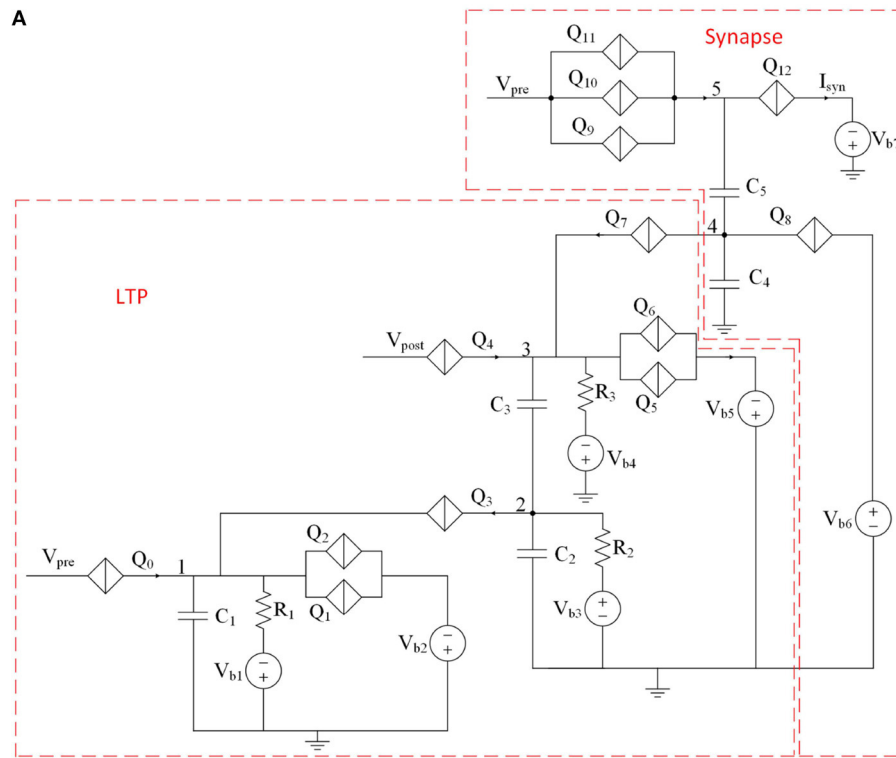 A
Synapse
Q11
Vpre
Q10
Q9
5
Q12
Isyn
C5
Q7
4
Q8
C4
LTP
Vpost
Q4
3
Q6
Q5
C3
R3
Vb4
Vb5
Vb6
Q3
2
C2
R2
Vb3
Vpre
Q0
1
Q2
Q1
C1
R1
Vb1
Vb2